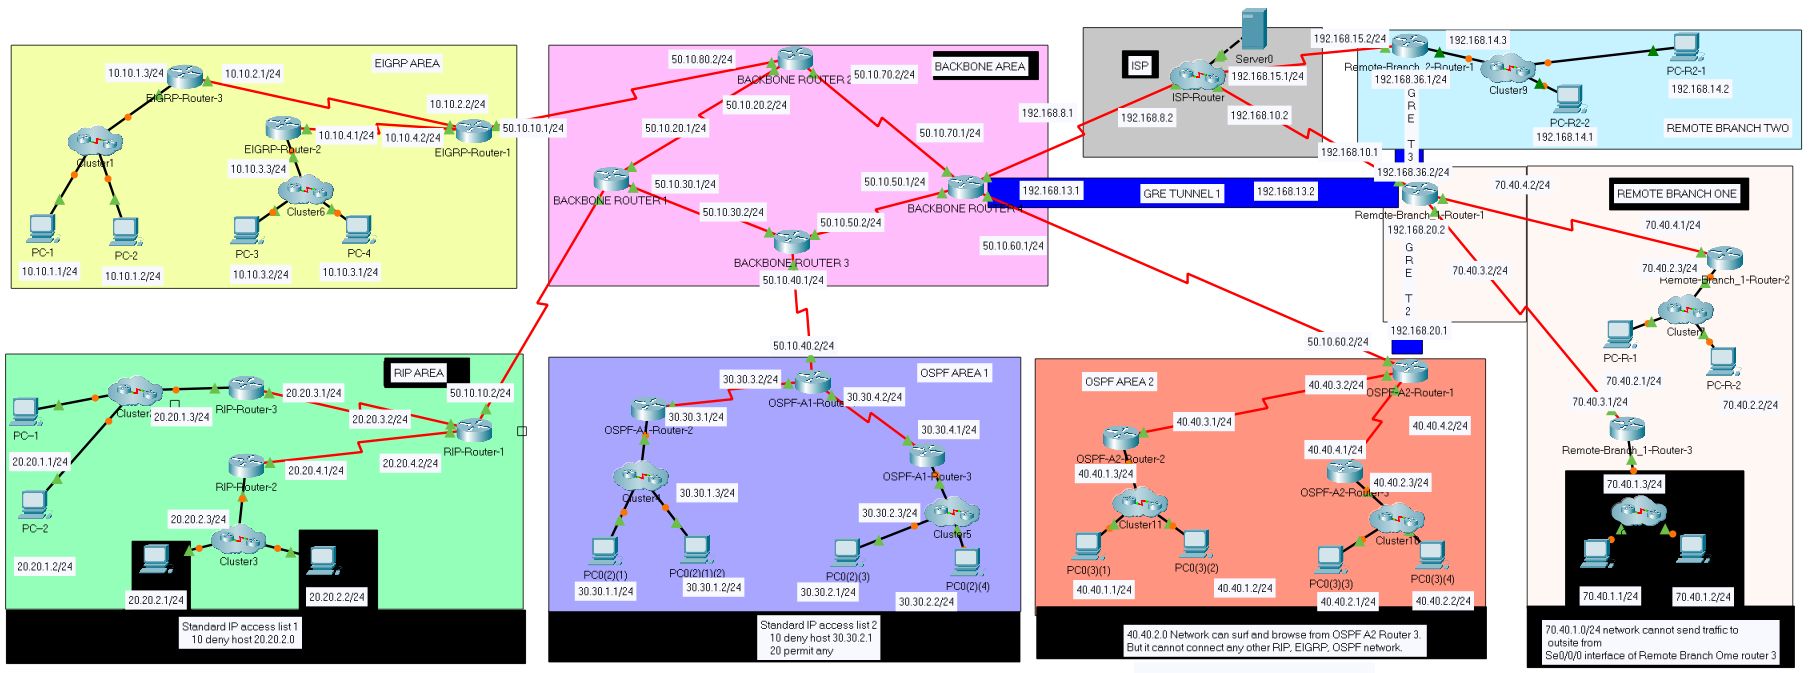 EIGRP AREA
10.10.1.3/24
10.10.2.1/24
EIGRP-Router-3
10.10.2.2/24
10.10.4.1/24
10.10.4.2/24
EIGRP-Router-1
EIGRP-Router-2
Cluster1
10.10.3.3/24
Cluster6
PC-1
PC-2
PC-3
PC-4
10.10.1.1/24
10.10.1.2/24
10.10.3.2/24
10.10.3.1/24
BACKBONE AREA
50.10.80.2/24
BACKBONE ROUTER 2
50.10.70.2/24
50.10.20.2/24
50.10.10.1/24
50.10.20.1/24
50.10.70.1/24
50.10.30.1/24
50.10.50.1/24
BACKBONE ROUTER 1
BACKBONE ROUTER 4
50.10.30.2/24
50.10.50.2/24
50.10.60.1/24
BACKBONE ROUTER 3
50.10.40.1/24
ISP
Server0
192.168.15.2/24
192.168.15.1/24
ISP-Router
192.168.8.1
192.168.8.2
192.168.10.2
192.168.10.1
192.168.14.3
Remote-Branch_2-Router-1
192.168.36.1/24
Cluster9
PC-R2-1
192.168.14.2
PC-R2-2
192.168.14.1
REMOTE BRANCH TWO
GRE T3
192.168.36.2/24
192.168.13.1
GRE TUNNEL1
192.168.13.2
Remote-Branch_1-Router-1
192.168.20.2
GRE T2
192.168.20.1
REMOTE BRANCH ONE
70.40.4.2/24
70.40.4.1/24
70.40.2.3/24
Remote-Branch_1-Router-2
70.40.3.2/24
PC-R-1
PC-R-2
70.40.2.1/24
70.40.2.2/24
70.40.3.1/24
Remote-Branch_1-Router-3
70.40.1.3/24
70.40.1.1/24
70.40.1.2/24
RIP AREA
20.20.1.3/24
RIP-Router-3
20.20.3.1/24
20.20.3.2/24
50.10.10.2/24
RIP-Router-1
PC--1
20.20.1.1/24
RIP-Router-2
20.20.4.1/24
20.20.4.2/24
PC--2
20.20.2.3/24
Cluster3
20.20.1.2/24
20.20.2.1/24
20.20.2.2/24
Standard IP access list 1
10 deny host 20.20.2.0
50.10.40.2/24
OSPF AREA 1
30.30.3.2/24
30.30.4.2/24
30.30.3.1/24
OSPF-A1-Router-2
30.30.4.1/24
OSPF-A1-Router-3
30.30.1.3/24
30.30.2.3/24
Cluster5
PC0(2)(1)
PC0(2)(1)(2)
PC0(2)(3)
PC0(2)(4)
30.30.1.1/24
30.30.1.2/24
30.30.2.1/24
30.30.2.2/24
Standard IP access list 2
10 deny host 30.30.2.1
20 permit any
50.10.60.2/24
OSPF AREA 2
40.40.3.2/24
OSPF-A2-Router-1
40.40.3.1/24
40.40.4.2/24
OSPF-A2-Router-2
40.40.4.1/24
40.40.1.3/24
40.40.2.3/24
Cluster11
PC0(3)(1)
PC0(3)(2)
PC0(3)(3)
PC0(3)(4)
40.40.1.1/24
40.40.1.2/24
40.40.2.1/24
40.40.2.2/24
40.40.2.0 Network can surf and browse from OSPF A2 Router 3.
But it cannot connect any other RIP, EIGRP, OSPF network.
70.40.1.0/24 network cannot send traffic to
outsite from
Se0/0/0 interface of Remote Branch Ome router 3